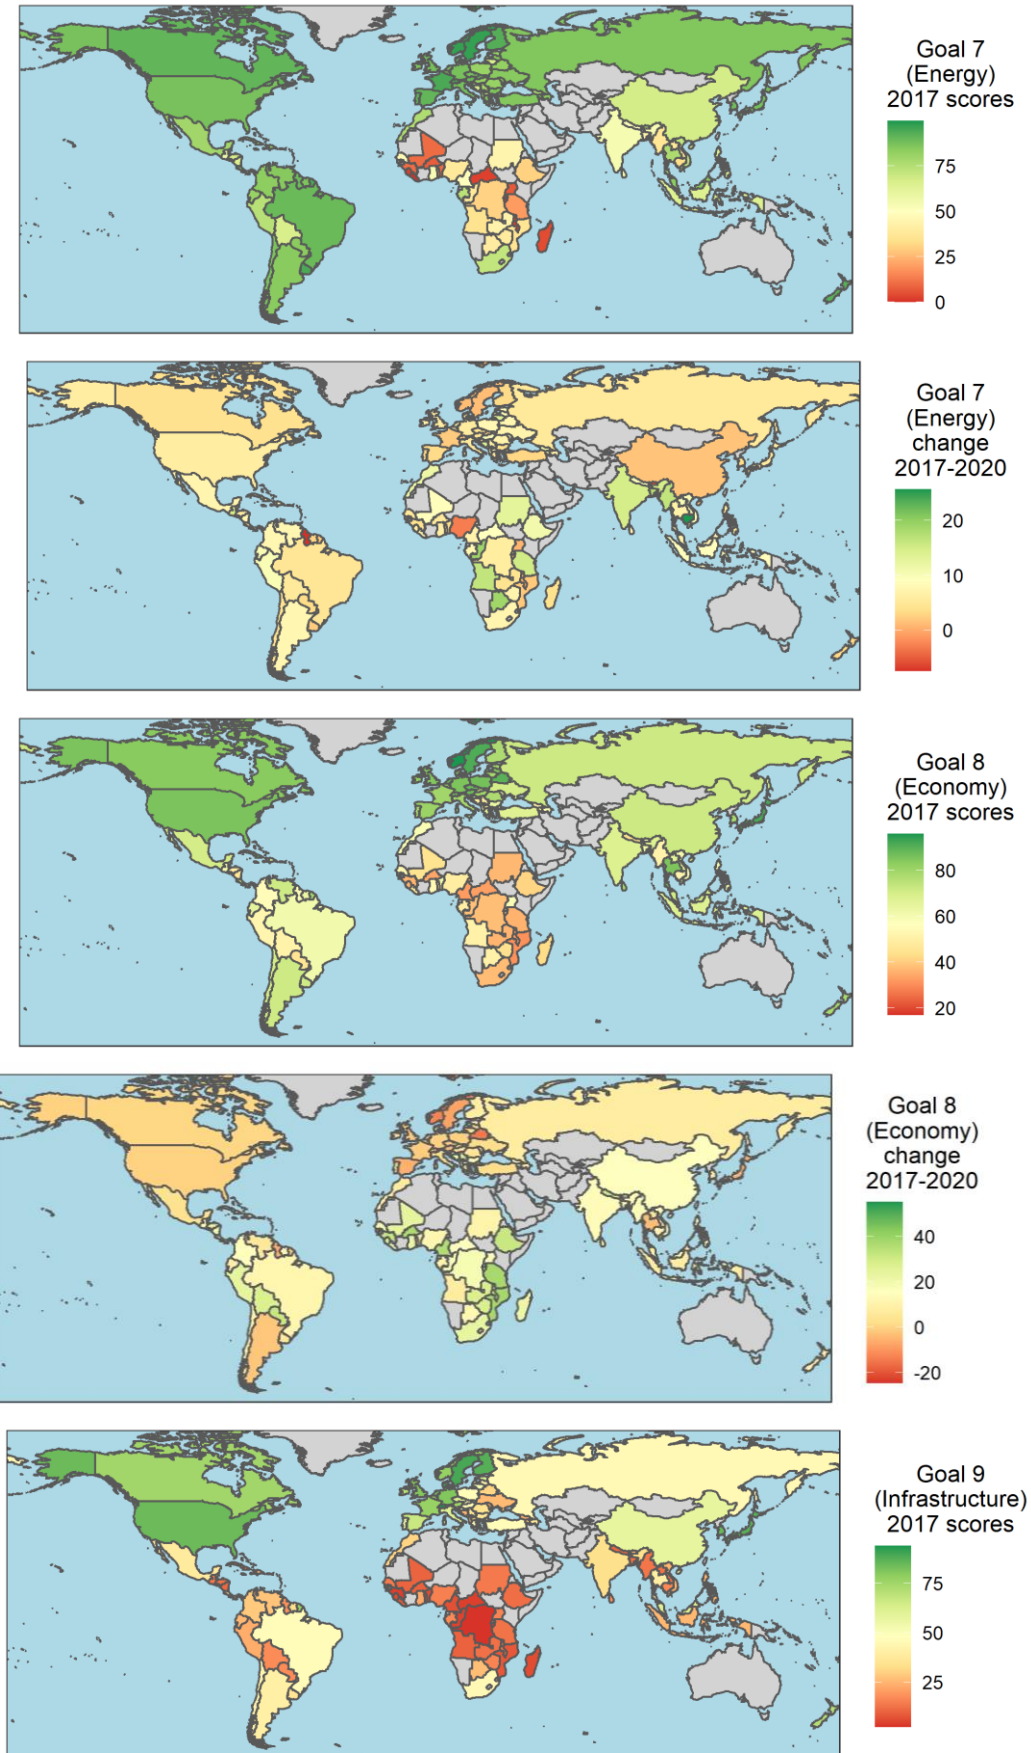 Goal 7
(Energy)
2017 scores
75
50
25
0
Goal 7
(Energy)
change
2017-2020
20
10
0
Goal 8
(Economy)
2017 scores
80
60
40
20
Goal 8
(Economy)
change
2017-2020
40
20
0
-20
Goal 9
(Infrastructure)
2017 scores
75
50
25